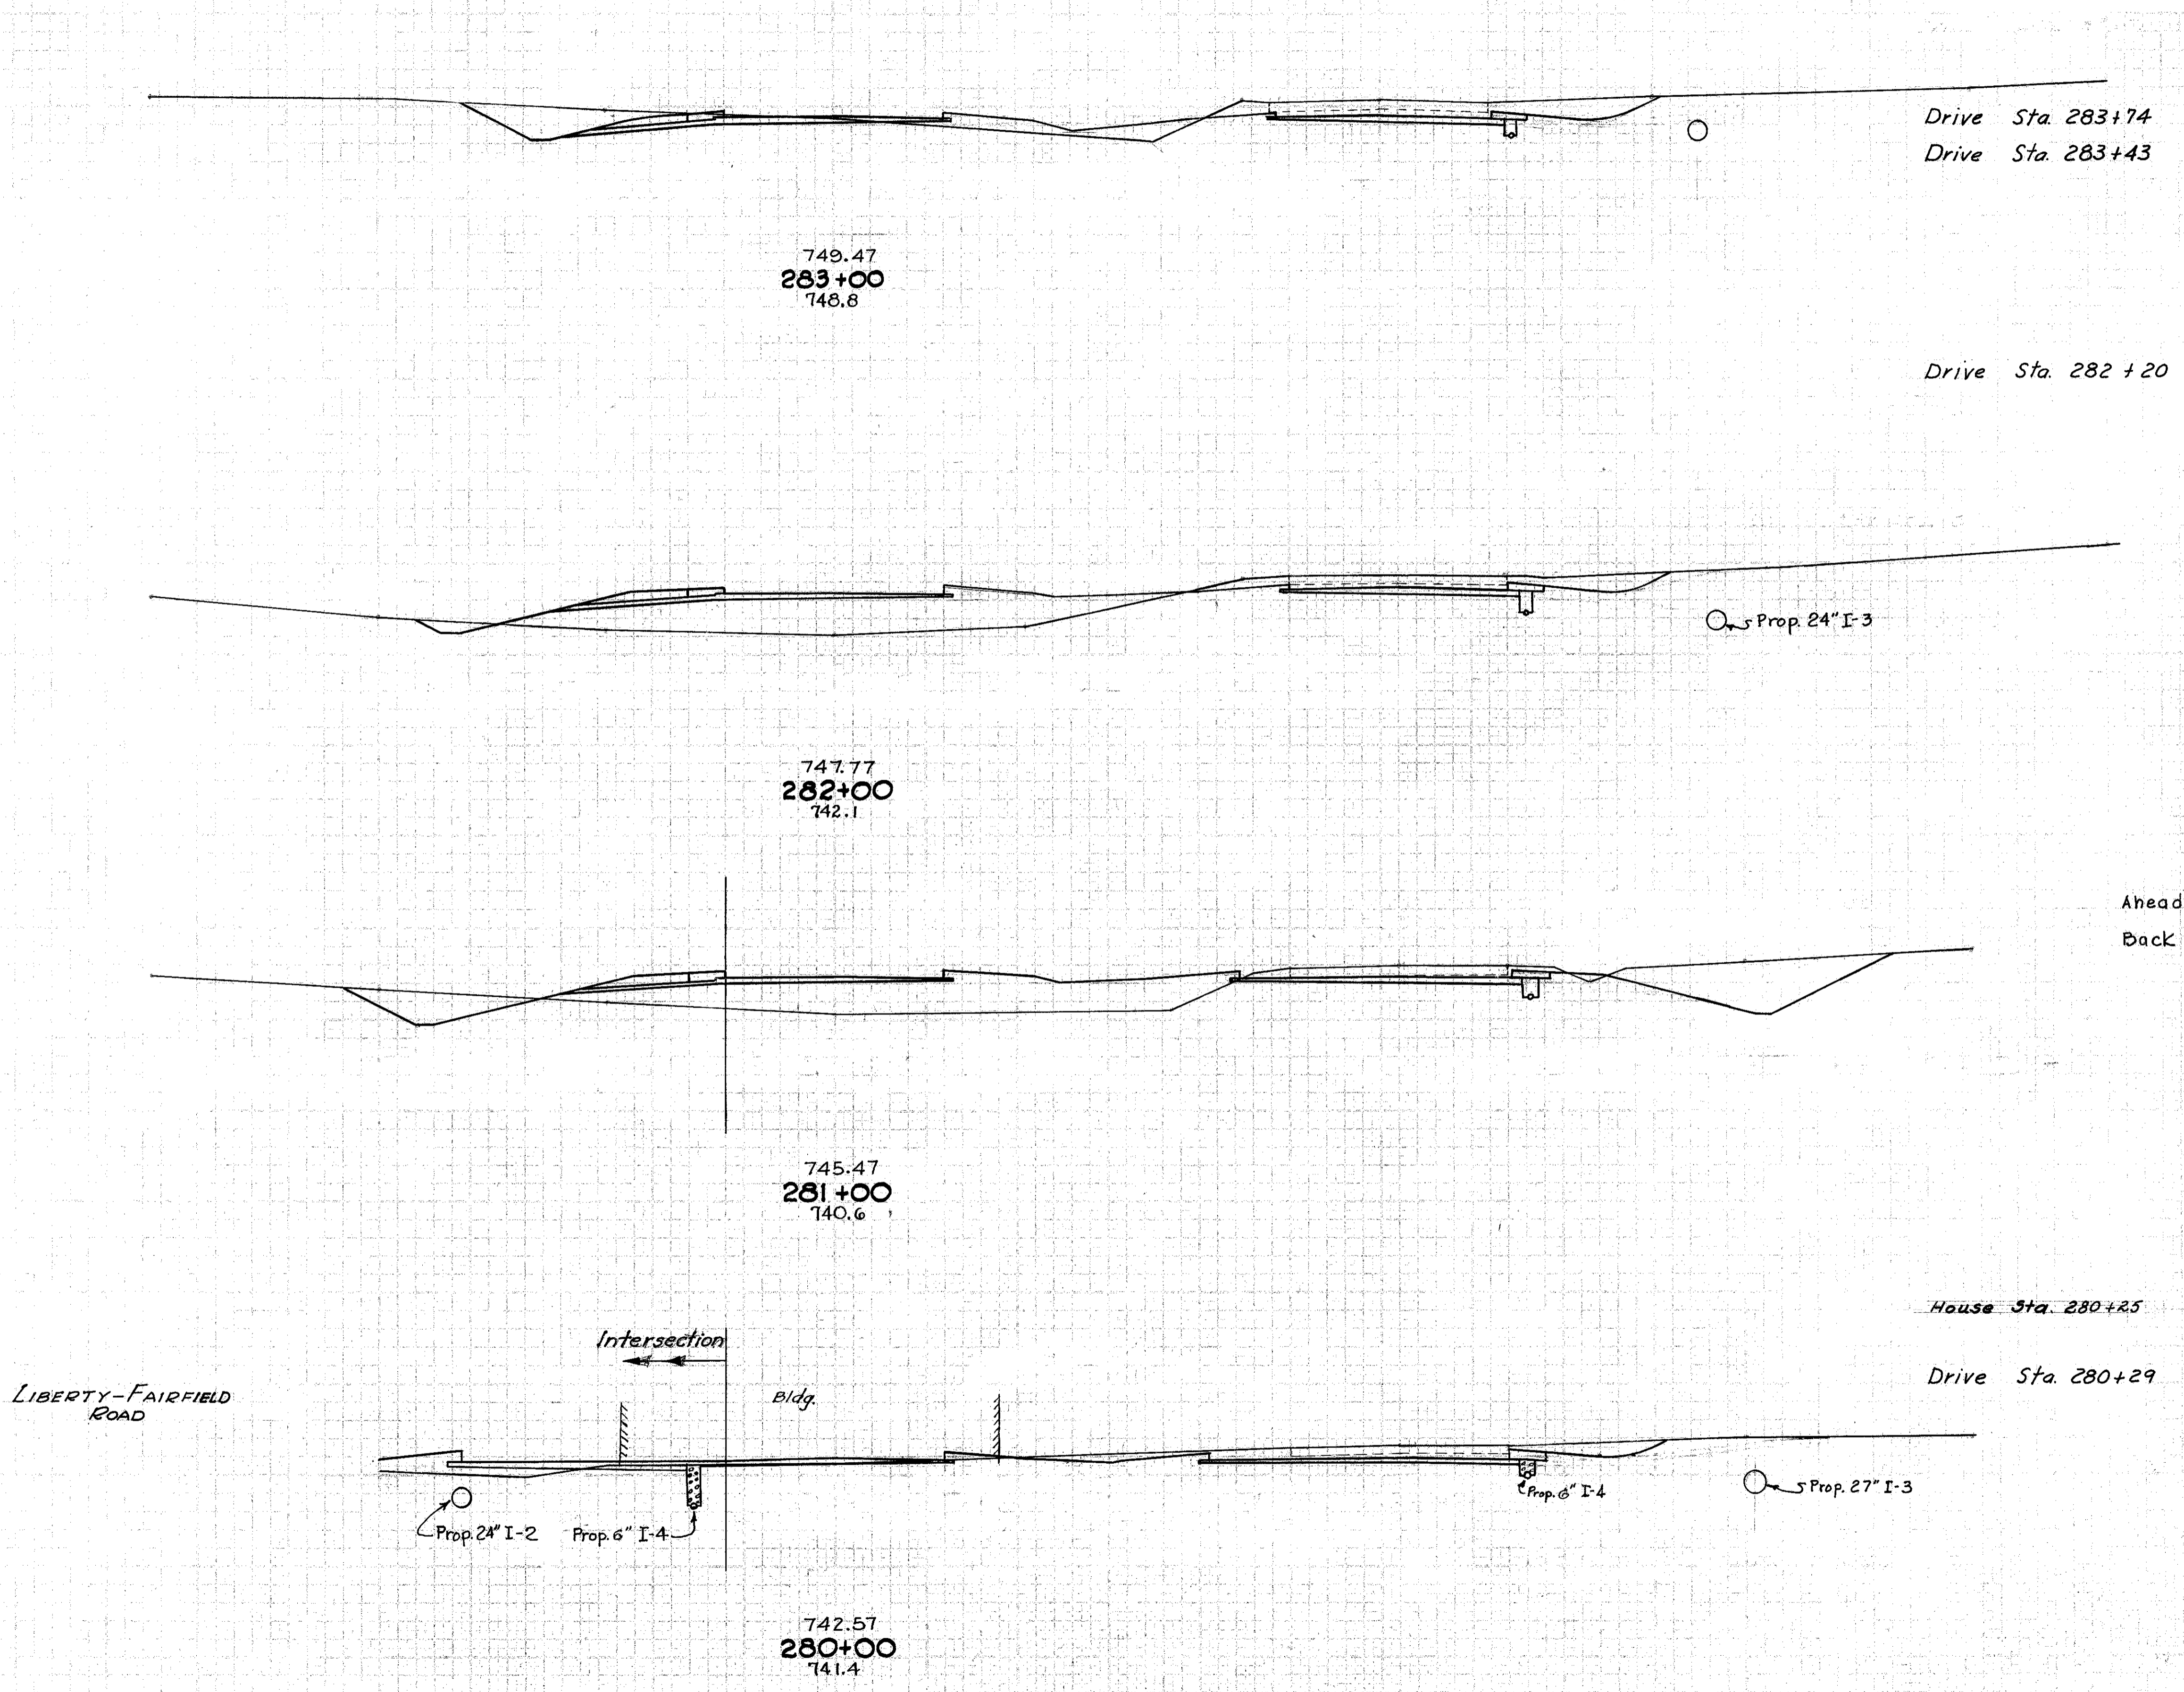 Drive Sta. 283+74
Drive Sta. 283+43
749.47
283+00
748.8
Drive Sta. 282+20
Prop. 24" I-3
747.77
282+00
742.1
Ahead
Back
745.47
281+00
740.6
House Sta. 280+25
Intersection
Drive Sta. 280+29
LIBERTY-FAIRFIELD
ROAD
Bldg.
Prop. 6" I-4
Prop. 27" I-3
Prop. 24" I-2
Prop. 6" I-4
742.57
280+00
741.4